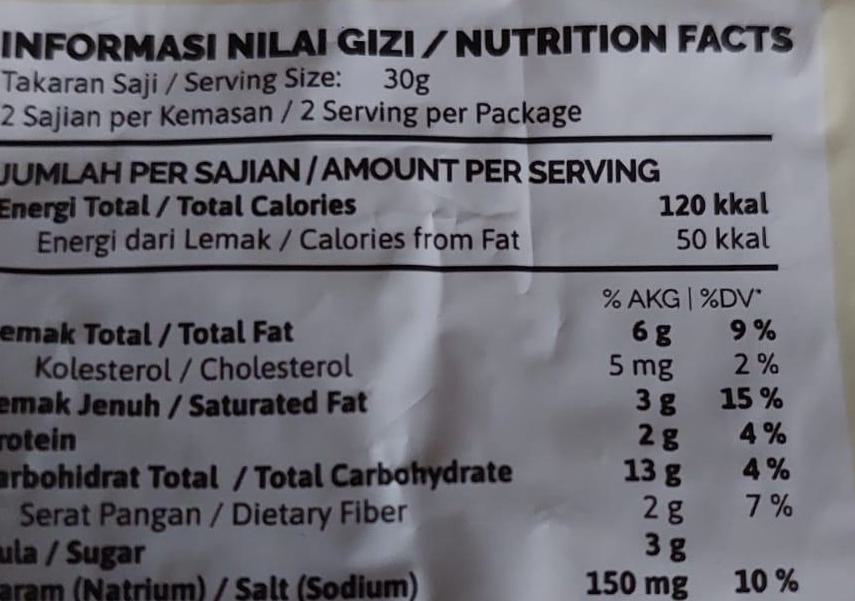 INFORMASI NILAI GIZI / NUTRITION FACTS
Takaran Saji / Serving Size: 30g
2 Sajian per Kemasan / 2 Serving per Package
JUMLAH PER SAJIAN / AMOUNT PER SERVING
Energi Total / Total Calories 120 kkal
Energi dari Lemak / Calories from Fat 50 kkal
% AKG | %DV*
emak Total / Total Fat 6 g 9 %
Kolesterol / Cholesterol 5 mg 2 %
emak Jenuh / Saturated Fat 3 g 15 %
rotein 2 g 4 %
arbohidrat Total / Total Carbohydrate 13 g 4 %
Serat Pangan / Dietary Fiber 2 g 7 %
ula / Sugar 3 g
aram (Natrium) / Salt (Sodium) 150 mg 10 %